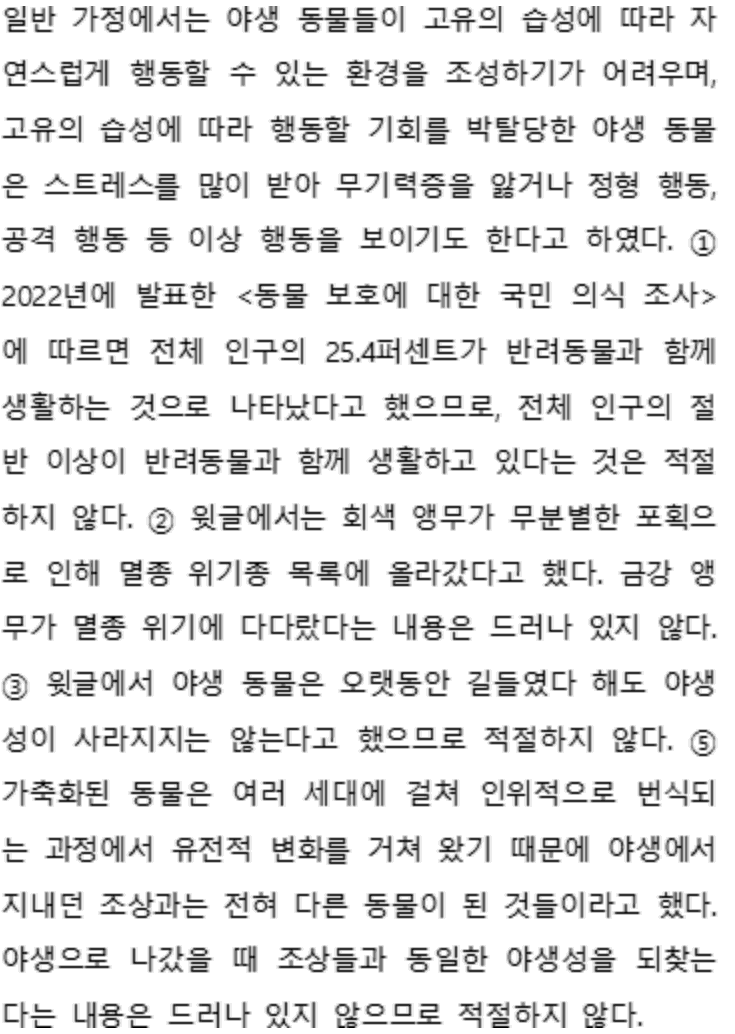 일반 가정에서는 야생 동물들이 고유의 습성에 따라 자
연스럽게 행동할 수 있는 환경을 조성하기가 어려우며,
고유의 습성에 따라 행동할 기회를 박탈당한 야생 동물
은 스트레스를 많이 받아 무기력증을 앓거나 정형 행동,
공격 행동 등 이상 행동을 보이기도 한다고 하였다. ①
2022년에 발표한 <동물 보호에 대한 국민 의식 조사>
에 따르면 전체 인구의 25.4퍼센트가 반려동물과 함께
생활하는 것으로 나타났다고 했으므로, 전체 인구의 절
반 이상이 반려동물과 함께 생활하고 있다는 것은 적절
하지 않다. ② 윗글에서는 회색 앵무가 무분별한 포획으
로 인해 멸종 위기종 목록에 올라갔다고 했다. 금강 앵
무가 멸종 위기에 다다랐다는 내용은 드러나 있지 않다.
③ 윗글에서 야생 동물은 오랫동안 길들였다 해도 야생
성이 사라지지는 않는다고 했으므로 적절하지 않다. ⑤
가축화된 동물은 여러 세대에 걸쳐 인위적으로 번식되
는 과정에서 유전적 변화를 거쳐 왔기 때문에 야생에서
지내던 조상과는 전혀 다른 동물이 된 것들이라고 했다.
야생으로 나갔을 때 조상들과 동일한 야생성을 되찾는
다는 내용은 드러나 있지 않으므로 적절하지 않다.